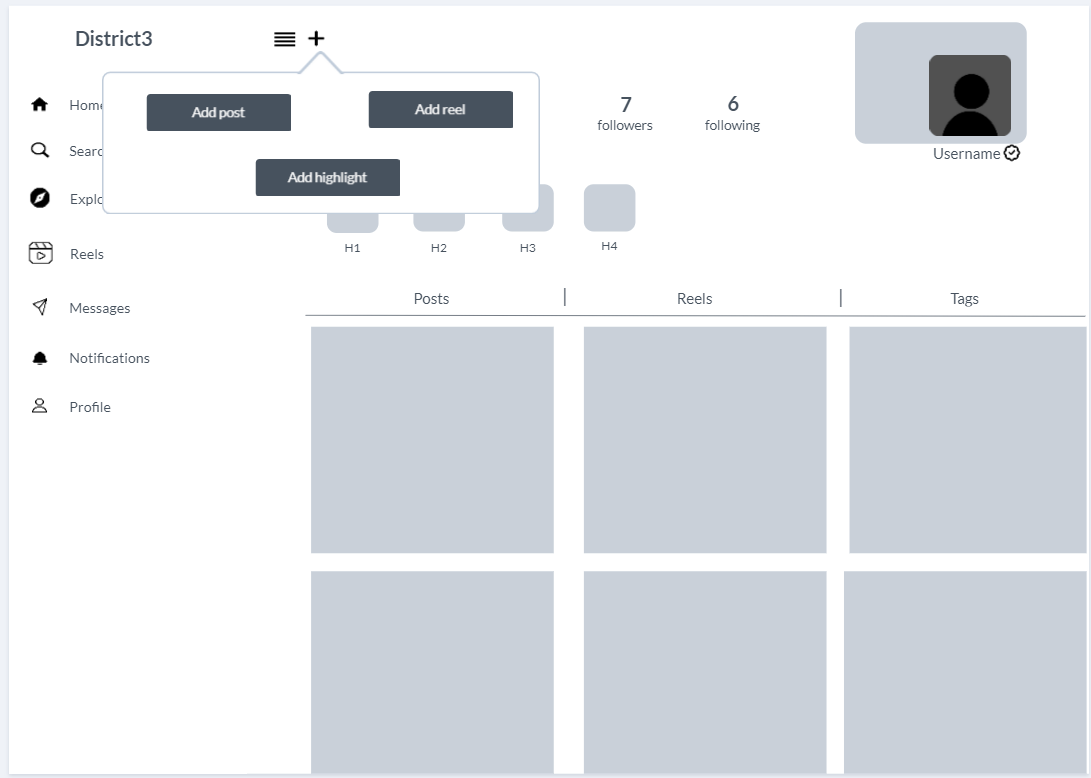 District3
Add post
Add reel
Add highlight
7
followers
6
following
Username
Home
Searc
Explo
Reels
Messages
Notifications
Profile
H1
H2
H3
H4
Posts | Reels | Tags